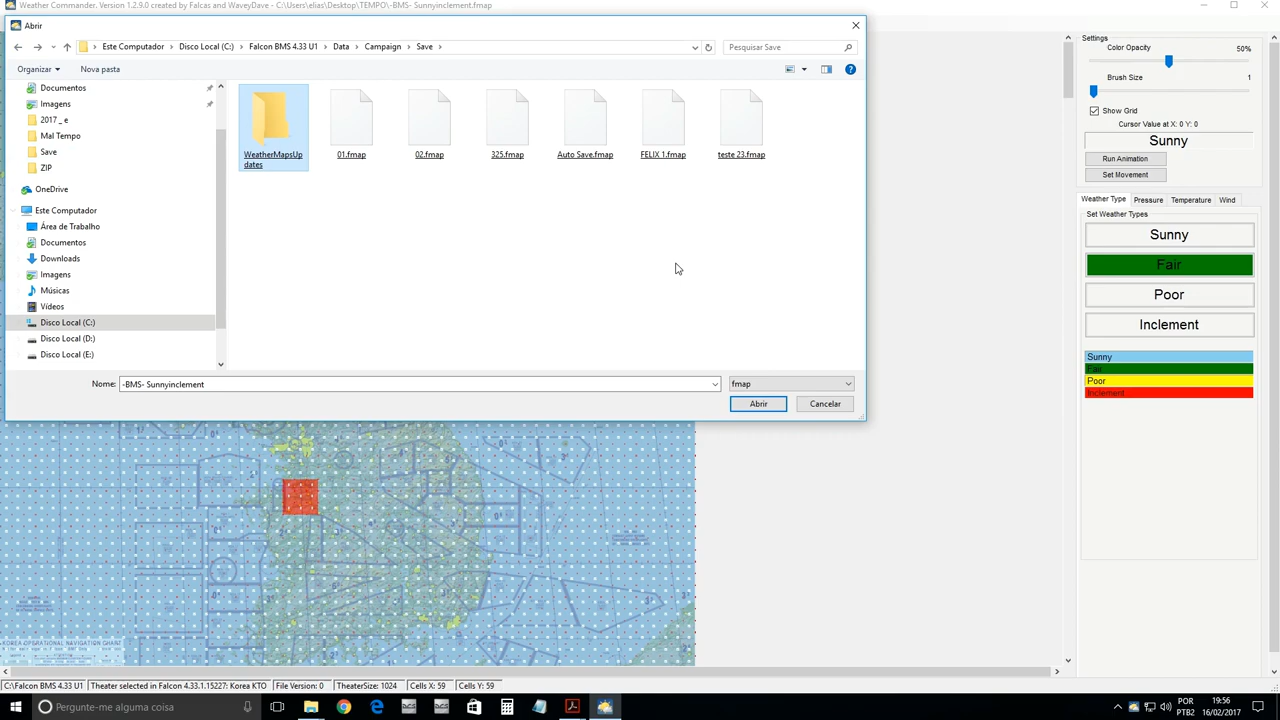 Weather Commander. Version 1.2.9.0 created by Falcas and WaveyDave - C:\Users\elias\Desktop\TEMPO\-BMS- Sunnyinclement.fmap
Abrir
Este Computador > Disco Local (C:) > Falcon BMS 4.33 U1 > Data > Campaign > Save >
Pesquisar Save
Organizar
Nova pasta
Documentos
Imagens
2017 _ e
Mal Tempo
Save
ZIP
OneDrive
Este Computador
Área de Trabalho
Documentos
Downloads
Imagens
Músicas
Vídeos
Disco Local (C:)
Disco Local (D:)
Disco Local (E:)
WeatherMapsUp
dates
01.fmap
02.fmap
325.fmap
Auto Save.fmap
FELIX 1.fmap
teste 23.fmap
Nome:
-BMS- Sunnyinclement
fmap
Abrir
Cancelar
Settings
Color Opacity
50%
Brush Size
1
Show Grid
Cursor Value at X: 0 Y: 0
Sunny
Run Animation
Set Movement
Weather Type
Pressure
Temperature
Wind
Set Weather Types
Sunny
Fair
Poor
Inclement
Sunny
Fair
Poor
Inclement
KOREA OPERATIONAL NAVIGATION CHART
C:\Falcon BMS 4.33 U1
Theater selected in Falcon 4.33.1.15227: Korea KTO
File Version: 0
TheaterSize: 1024
Cells X: 59
Cells Y: 59
Pergunte-me alguma coisa
POR
PTB2
19:56
16/02/2017